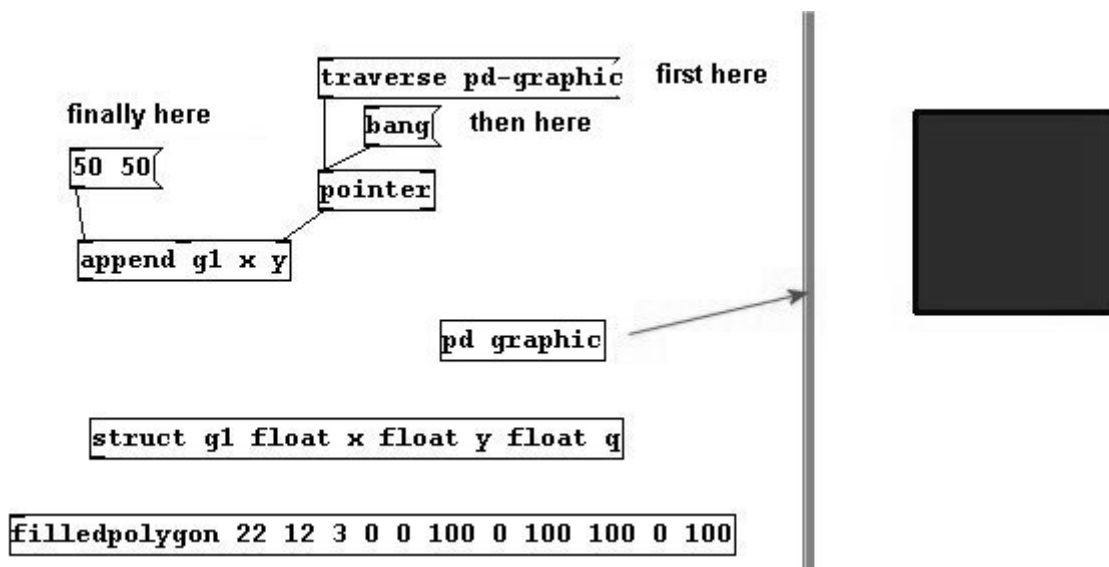 traverse pd-graphic
first here
finally here
bang
then here
50 50
pointer
append g1 x y
pd graphic
struct g1 float x float y float q
filledpolygon 22 12 3 0 0 100 0 100 100 0 100